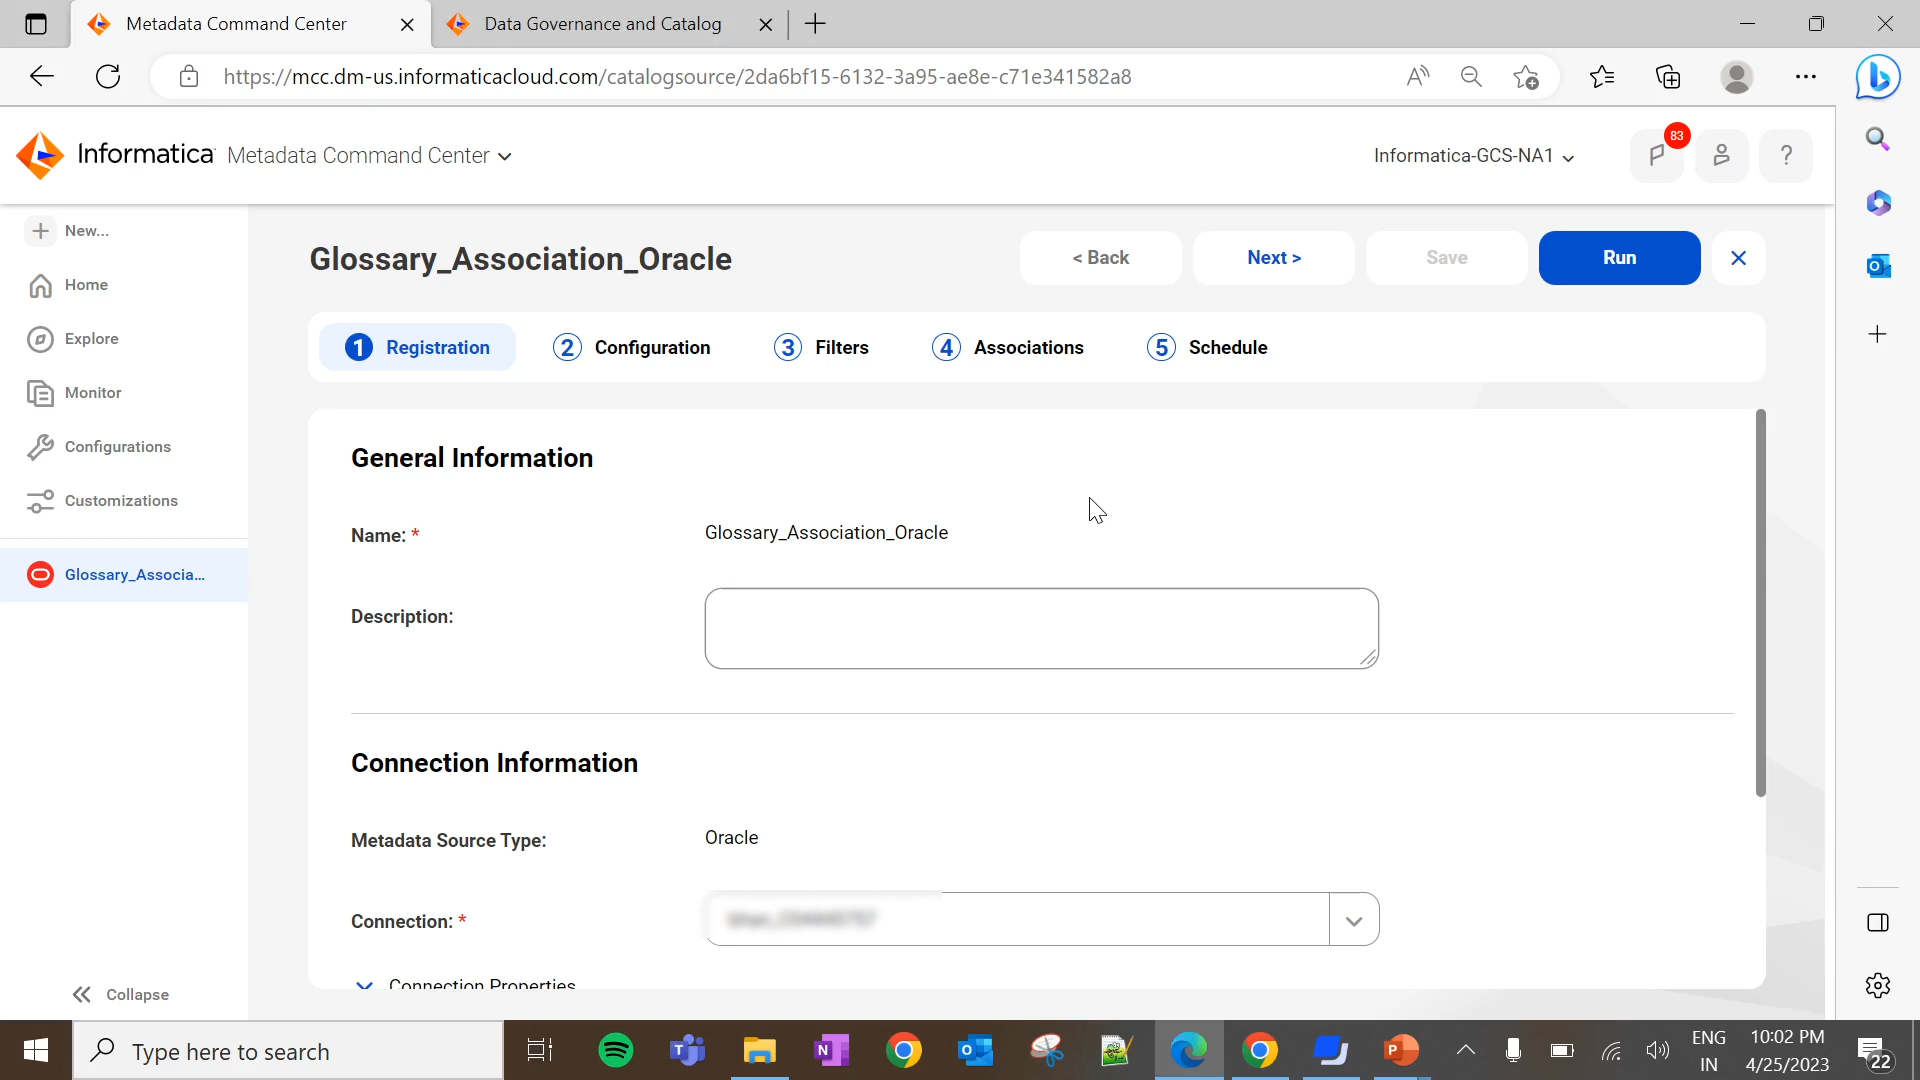 Metadata Command Center
Data Governance and Catalog
https://mcc.dm-us.informaticacloud.com/catalogsource/2da6bf15-6132-3a95-ae8e-c71e341582a8
Informatica Metadata Command Center
Informatica-GCS-NA1
83
?
New...
Home
Explore
Monitor
Configurations
Customizations
Glossary_Associa...
Collapse
Glossary_Association_Oracle
< Back
Next >
Save
Run
1 Registration
2 Configuration
3 Filters
4 Associations
5 Schedule
General Information
Name: *
Glossary_Association_Oracle
Description:
Connection Information
Metadata Source Type:
Oracle
Connection: *
Connection Properties
Type here to search
ENG
IN
10:02 PM
4/25/2023
22